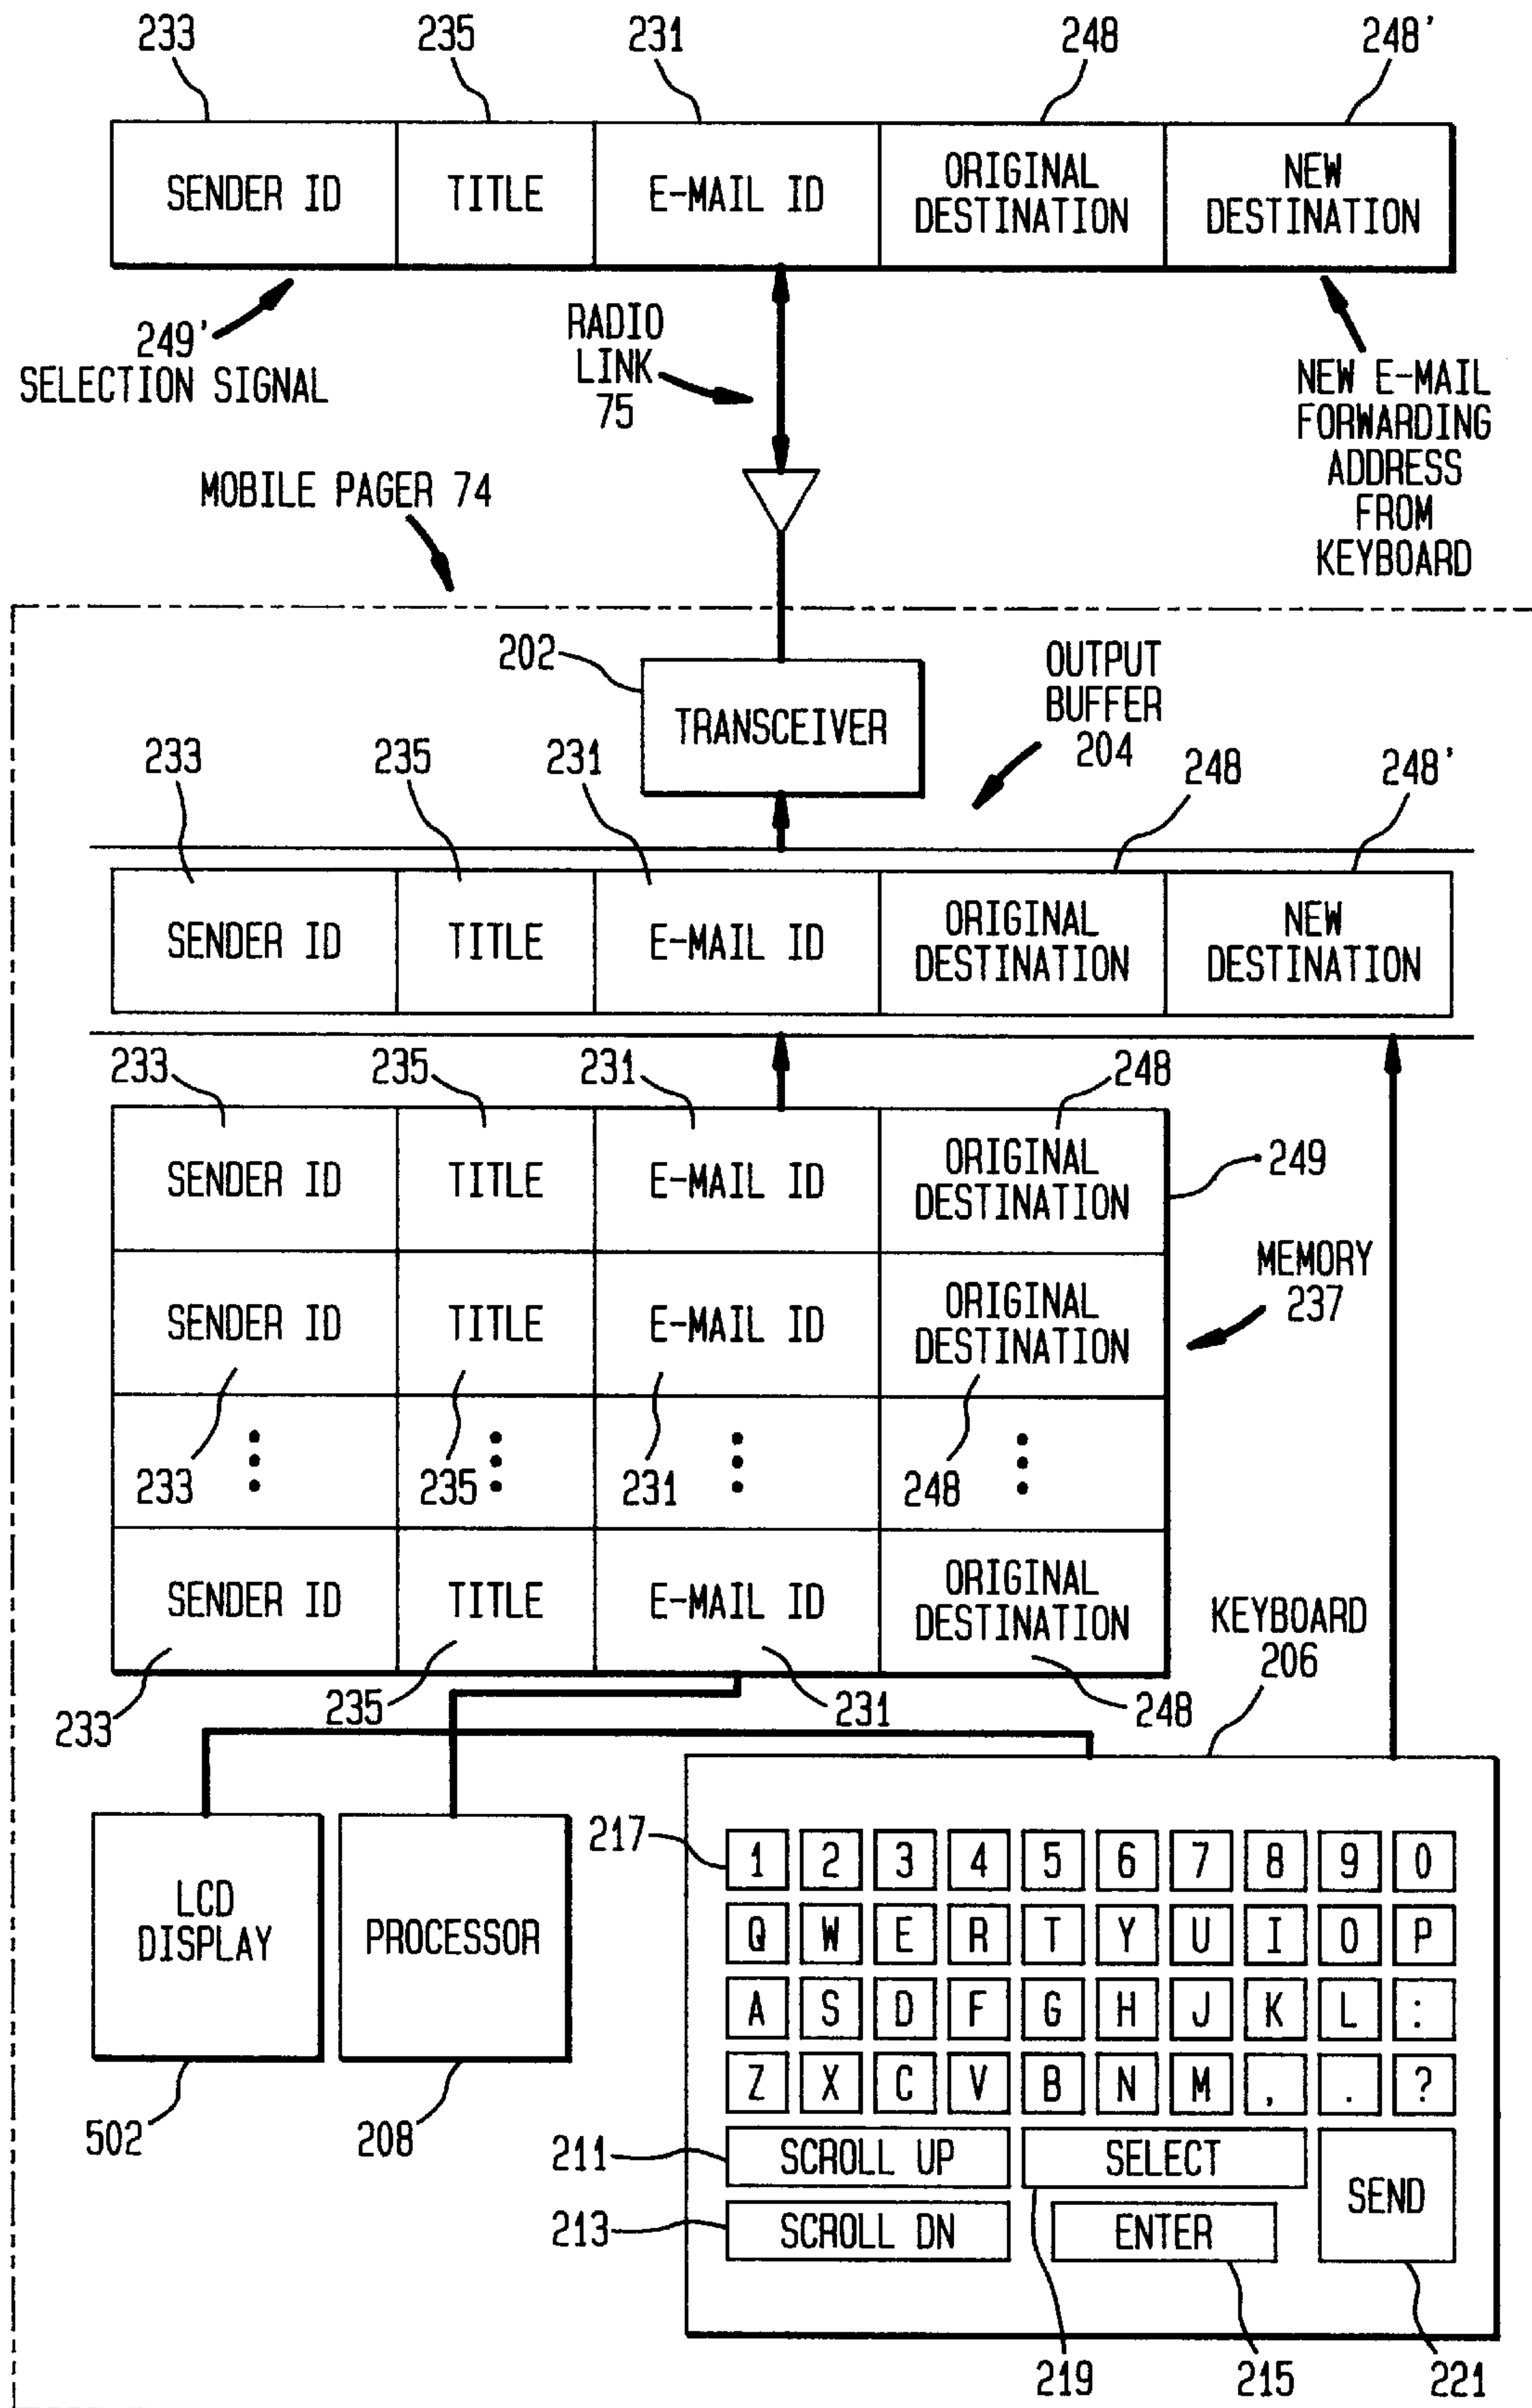 233 235 231 248 248'
SENDER ID TITLE E-MAIL ID ORIGINAL DESTINATION NEW DESTINATION
249'
SELECTION SIGNAL
RADIO
LINK
75
NEW E-MAIL
FORWARDING
ADDRESS
FROM
KEYBOARD
MOBILE PAGER 74
202
TRANSCEIVER
OUTPUT
BUFFER
204
233 235 231 248 248'
SENDER ID TITLE E-MAIL ID ORIGINAL DESTINATION NEW DESTINATION
233 235 231 248
SENDER ID TITLE E-MAIL ID ORIGINAL DESTINATION
249
MEMORY
237
SENDER ID TITLE E-MAIL ID ORIGINAL DESTINATION
233 235 231 248
SENDER ID TITLE E-MAIL ID ORIGINAL DESTINATION
233 235 231 248
KEYBOARD
206
LCD
DISPLAY
502
PROCESSOR
208
217
1 2 3 4 5 6 7 8 9 0
Q W E R T Y U I O P
A S D F G H J K L :
Z X C V B N M , . ?
211 SCROLL UP SELECT SEND
213 SCROLL DN ENTER
219 215 221